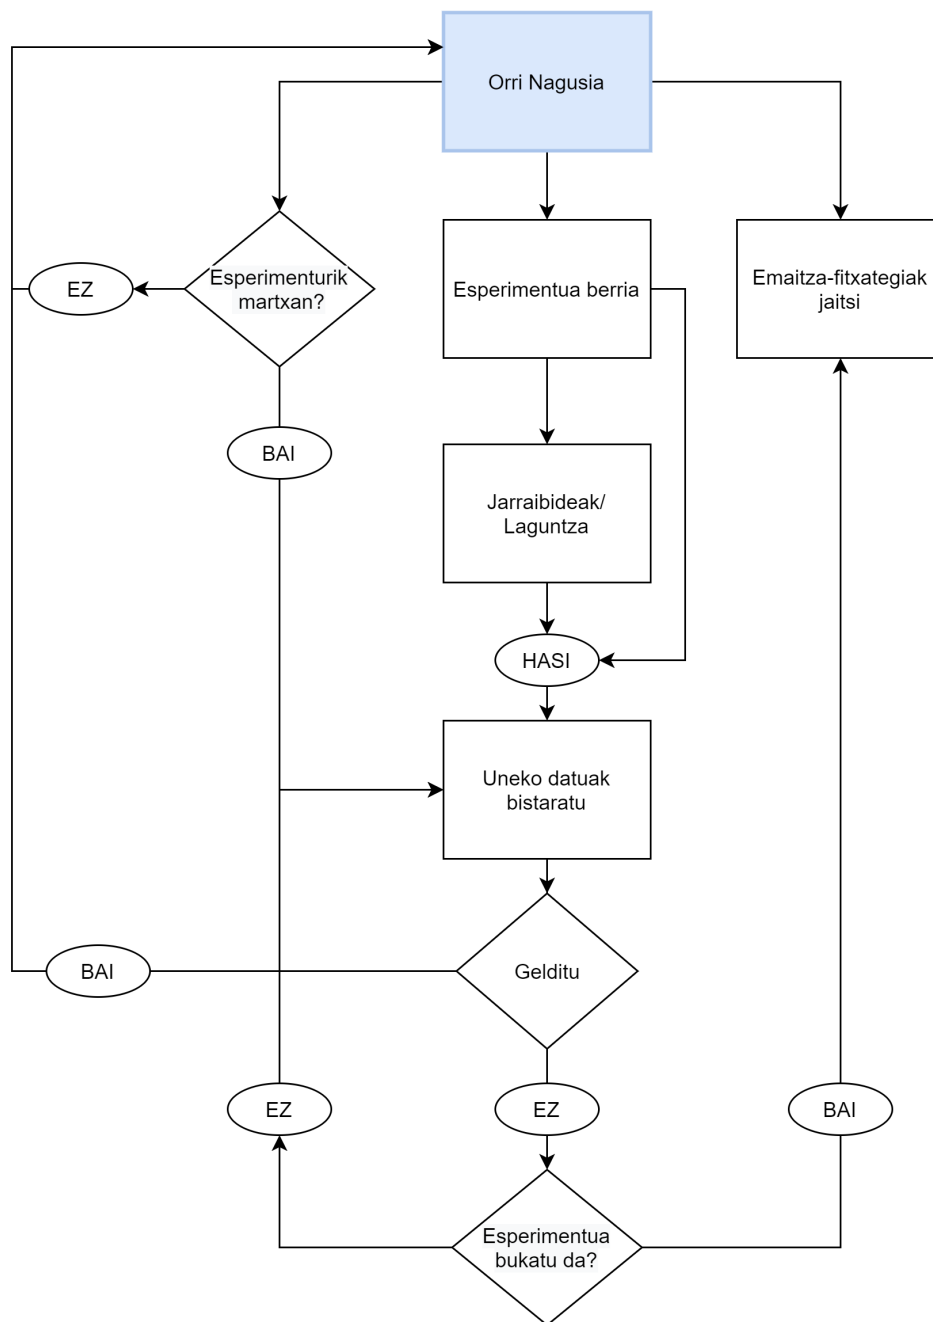 Orri Nagusia
EZ
Esperimenturik
martxan?
Esperimentua berria
Emaitza-fitxategiak
jaitsi
BAI
Jarraibideak/
Laguntza
HASI
Uneko datuak
bistaratu
BAI
Gelditu
EZ
EZ
BAI
Esperimentua
bukatu da?